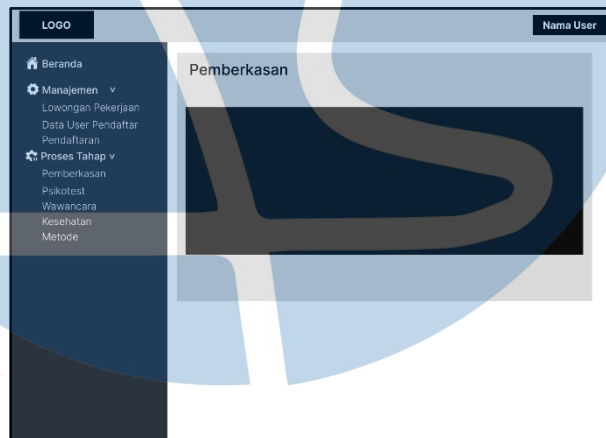 LOGO
Nama User
Beranda
Manajemen v
Lowongan Pekerjaan
Data User Pendaftar
Pendaftaran
Proses Tahap v
Pemberkasan
Psikotest
Wawancara
Kesehatan
Metode
Pemberkasan